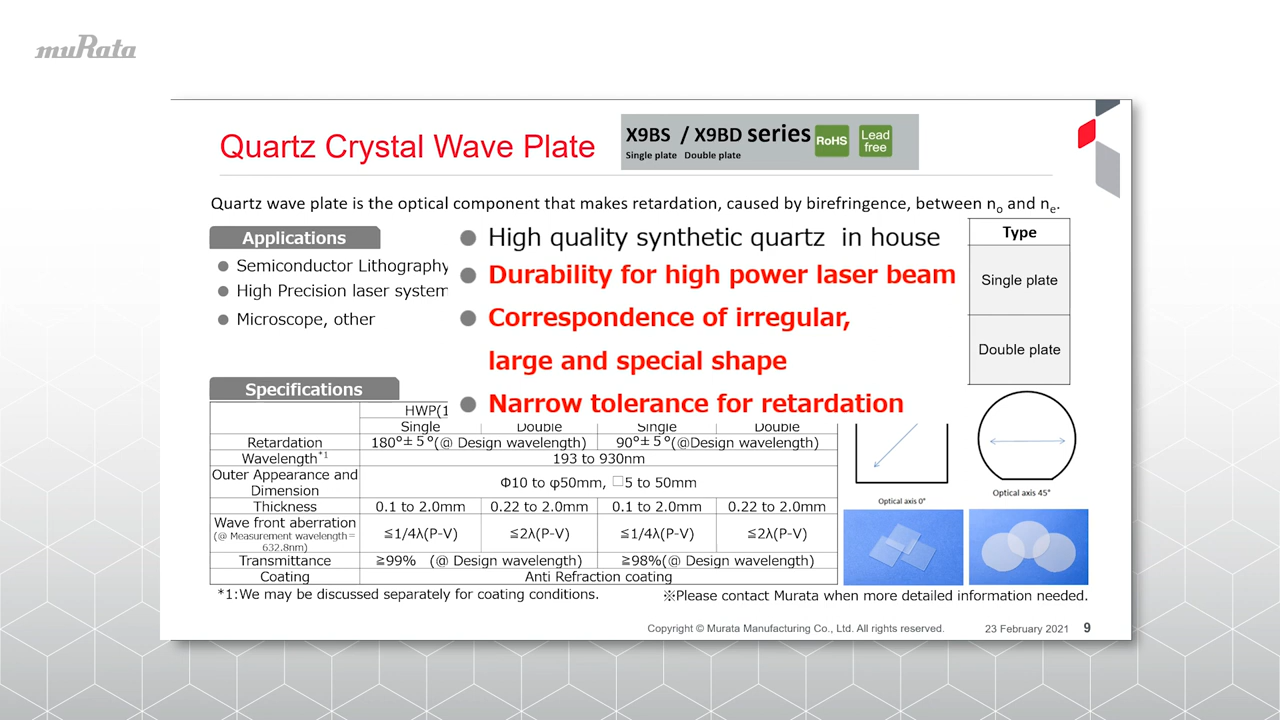 muRata
Quartz Crystal Wave Plate
X9BS / X9BD series
Single plate Double plate
RoHS
Lead free
Quartz wave plate is the optical component that makes retardation, caused by birefringence, between no and ne.
Applications
● Semiconductor Lithography
● High Precision laser system
● Microscope, other
● High quality synthetic quartz in house
● Durability for high power laser beam
● Correspondence of irregular,
large and special shape
● Narrow tolerance for retardation
Type
Single plate
Double plate
Specifications
HWP(1
Single Double Single Double
Retardation 180°±5°(@ Design wavelength) 90°±5°(@Design wavelength)
Wavelength*1 193 to 930nm
Outer Appearance and
Dimension
Φ10 to φ50mm, □5 to 50mm
Thickness 0.1 to 2.0mm 0.22 to 2.0mm 0.1 to 2.0mm 0.22 to 2.0mm
Wave front aberration
(@ Measurement wavelength=
632.8nm)
≦1/4λ(P-V) ≦2λ(P-V) ≦1/4λ(P-V) ≦2λ(P-V)
Transmittance ≧99% (@ Design wavelength) ≧98%(@ Design wavelength)
Coating Anti Refraction coating
Optical axis 0°
Optical axis 45°
*1:We may be discussed separately for coating conditions.
※Please contact Murata when more detailed information needed.
Copyright © Murata Manufacturing Co., Ltd. All rights reserved. 23 February 2021 9